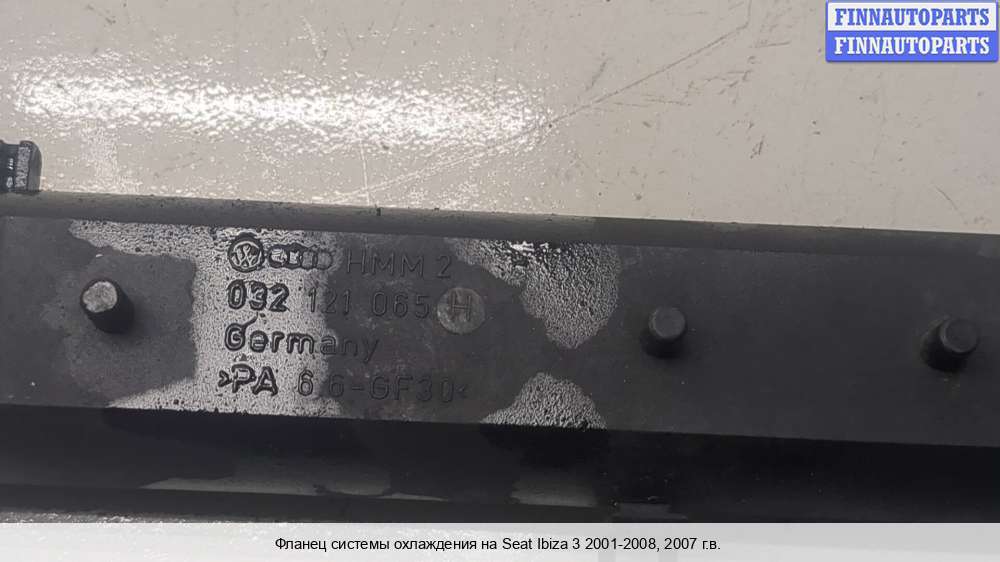 FINNAUTOPARTS
FINNAUTOPARTS
HMM 2
032 121 065 H
Germany
>PA 6.6-GF30<
Фланец системы охлаждения на Seat Ibiza 3 2001-2008, 2007 г.в.